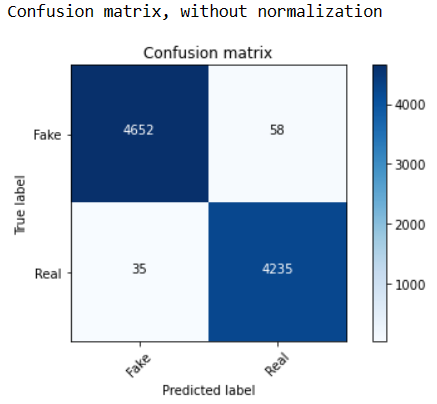 Confusion matrix, without normalization
Confusion matrix
Fake
4652
58
4000
3000
True label
2000
Real
35
4235
1000
Fake
Real
Predicted label